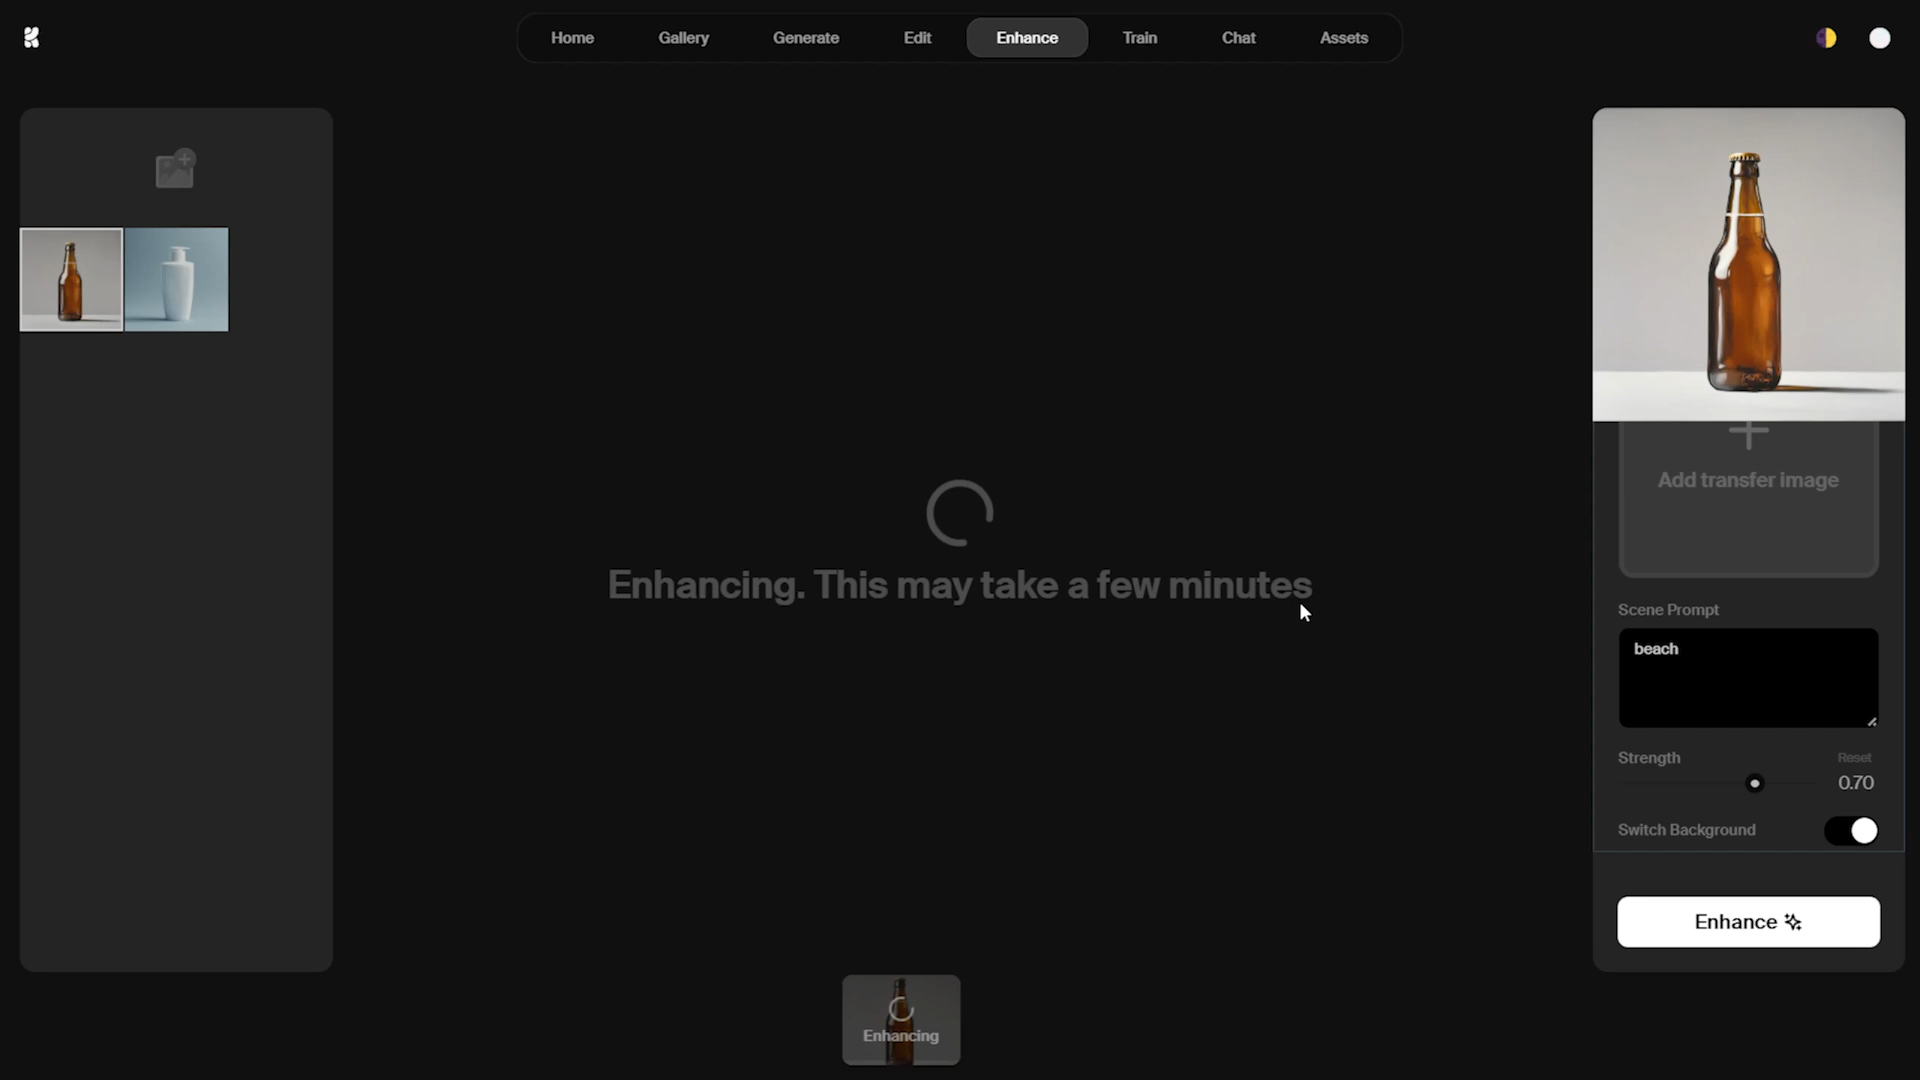 Home
Gallery
Generate
Edit
Enhance
Train
Chat
Assets
Enhancing. This may take a few minutes
Add transfer image
Scene Prompt
beach
Strength
Reset
0.70
Switch Background
Enhance
Enhancing